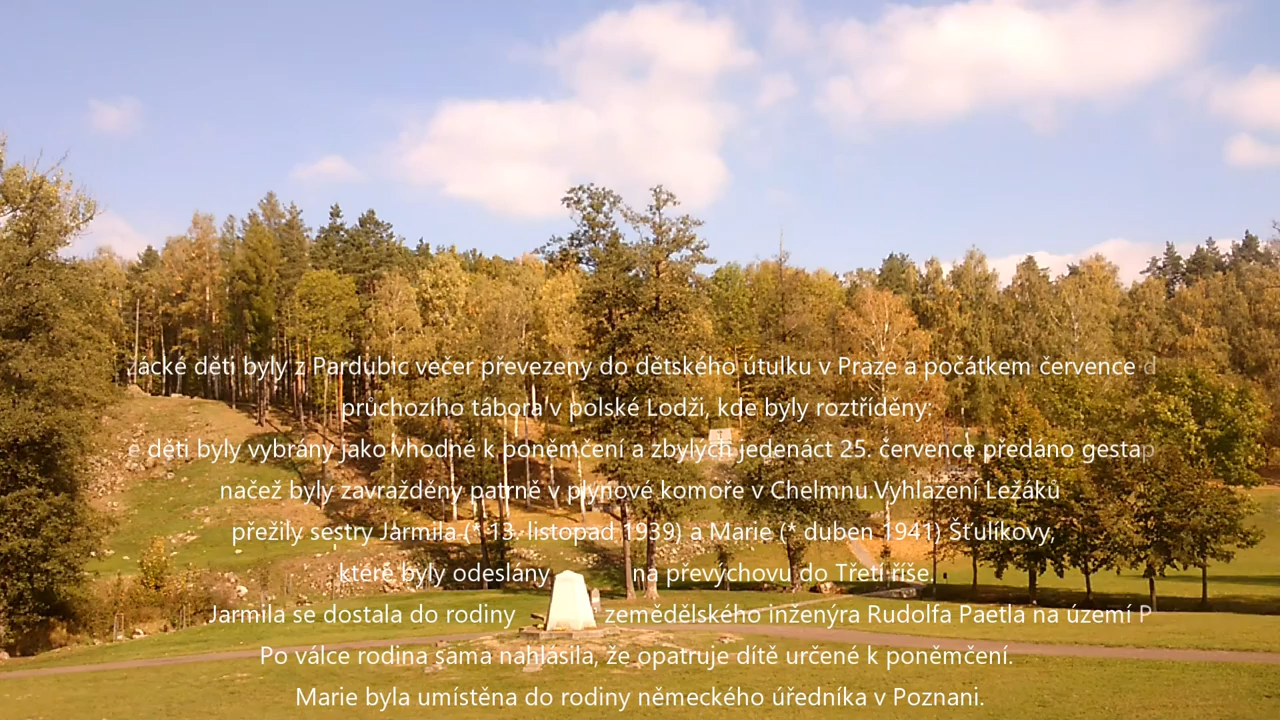 zácké děti byly z Pardubic večer převezeny do dětského útulku v Praze a počátkem července d
průchozího tábora v polské Lodži, kde byly roztříděny:
é děti byly vybrány jako vhodné k poněmčení a zbylých jedenáct 25. července předáno gestap
načež byly zavražděny patrně v plynové komoře v Chelmnu.Vyhlazení Ležáků
přežily sestry Jarmila (* 13. listopad 1939) a Marie (* duben 1941) Šťulíkovy,
které byly odeslány na převýchovu do Třetí říše.
Jarmila se dostala do rodiny zemědělského inženýra Rudolfa Paetla na území P
Po válce rodina sama nahlásila, že opatruje dítě určené k poněmčení.
Marie byla umístěna do rodiny německého úředníka v Poznani.